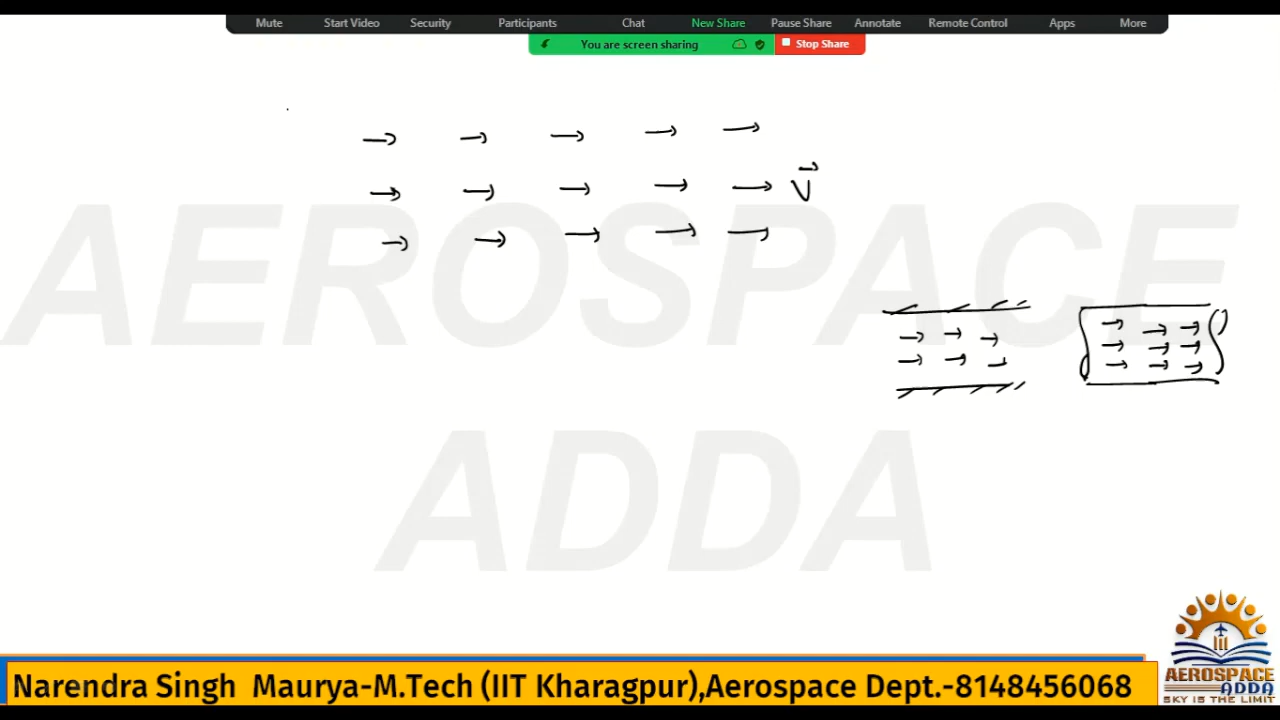 Mute Start Video Security Participants Chat New Share Pause Share Annotate Remote Control Apps More
You are screen sharing Stop Share
V
AEROSPACE
ADDA
AEROSPACE
ADDA
SKY IS THE LIMIT
Narendra Singh Maurya-M.Tech (IIT Kharagpur),Aerospace Dept.-8148456068